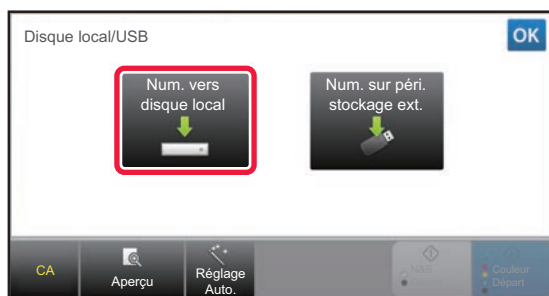 Disque local/USB
OK
Num. vers
disque local
Num. sur péri.
stockage ext.
CA
Aperçu
Réglage
Auto.
N&B
Couleur
Départ